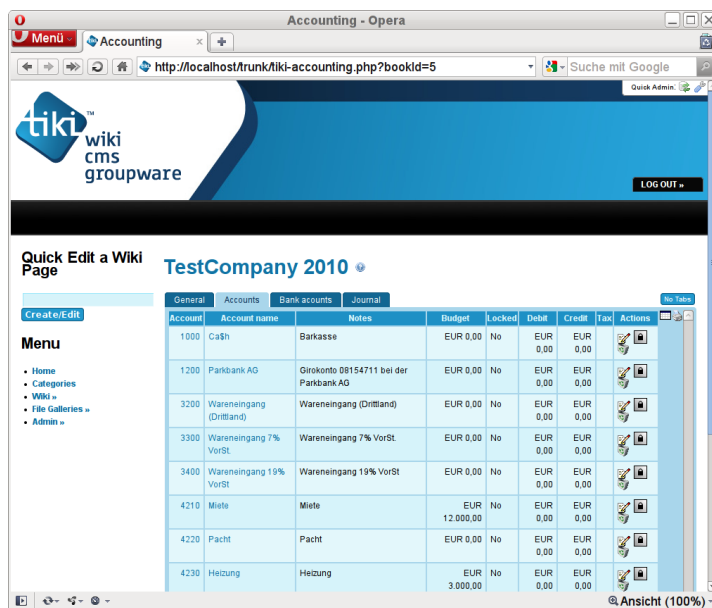 Accounting - Opera
Menü
Accounting
http://localhost/trunk/tiki-accounting.php?bookId=5
Suche mit Google
Quick Admin:
tiki™
wiki
cms
groupware
LOG OUT »
Quick Edit a Wiki
Page
Create/Edit
Menu
Home
Categories
Wiki »
File Galleries »
Admin »
TestCompany 2010
General Accounts Bank acounts Journal No Tabs
Account Account name Notes Budget Locked Debit Credit Tax Actions
1000 Ca$h Barkasse EUR 0,00 No EUR EUR
0,00 0,00
1200 Parkbank AG Girokonto 08154711 bei der EUR 0,00 No EUR EUR
Parkbank AG 0,00 0,00
3200 Wareneingang Wareneingang (Drittland) EUR 0,00 No EUR EUR
(Drittland) 0,00 0,00
3300 Wareneingang 7% Wareneingang 7% VorSt. EUR 0,00 No EUR EUR
VorSt. 0,00 0,00
3400 Wareneingang 19% Wareneingang 19% VorSt EUR 0,00 No EUR EUR
VorSt 0,00 0,00
4210 Miete Miete EUR No EUR EUR
12.000,00 0,00 0,00
4220 Pacht Pacht EUR 0,00 No EUR EUR
0,00 0,00
4230 Heizung Heizung EUR No EUR EUR
3.000,00 0,00 0,00
Ansicht (100%)